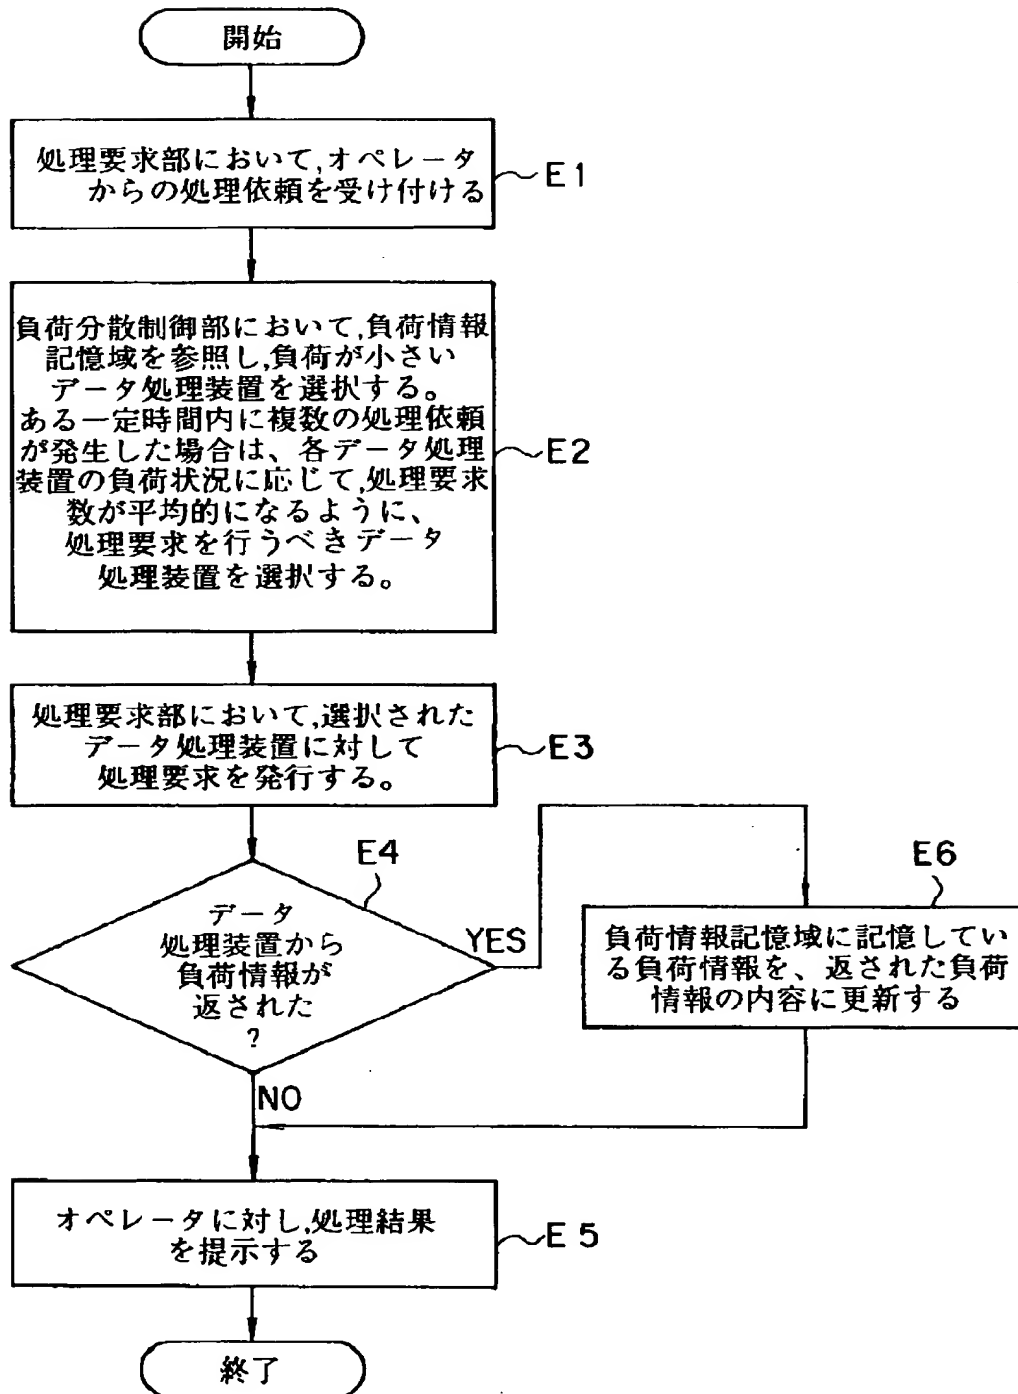 開始
処理要求部において,オペレータ
からの処理依頼を受け付ける
E1
負荷分散制御部において,負荷情報
記憶域を参照し,負荷が小さい
データ処理装置を選択する。
ある一定時間内に複数の処理依頼
が発生した場合は、各データ処理
装置の負荷状況に応じて,処理要求
数が平均的になるように、
処理要求を行うべきデータ
処理装置を選択する。
E2
処理要求部において,選択された
データ処理装置に対して
処理要求を発行する。
E3
E4
データ
処理装置から
負荷情報が
返された
?
YES
E6
負荷情報記憶域に記憶してい
る負荷情報を、返された負荷
情報の内容に更新する
NO
オペレータに対し,処理結果
を提示する
E5
終了